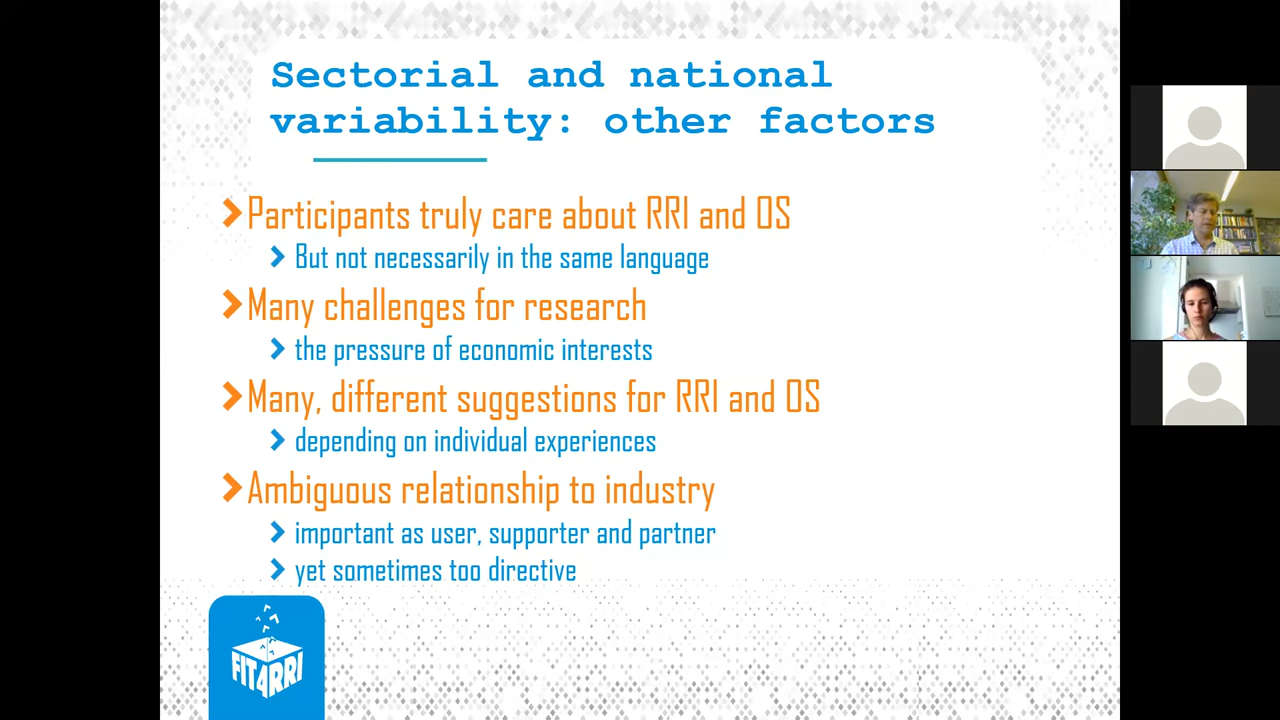 Sectorial and national
variability: other factors
Participants truly care about RRI and OS
But not necessarily in the same language
Many challenges for research
the pressure of economic interests
Many, different suggestions for RRI and OS
depending on individual experiences
Ambiguous relationship to industry
important as user, supporter and partner
yet sometimes too directive
FIT4RRI